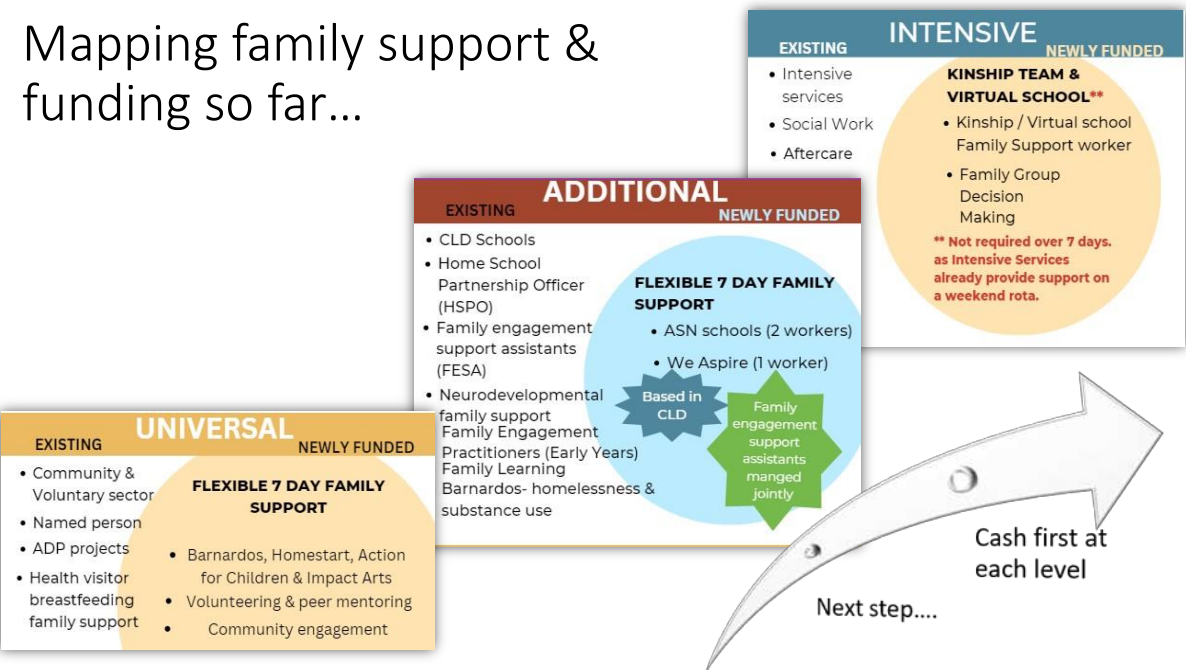 Mapping family support &
funding so far…
INTENSIVE
EXISTING
NEWLY FUNDED
• Intensive
services
• Social Work
• Aftercare
KINSHIP TEAM &
VIRTUAL SCHOOL**
• Kinship / Virtual school
Family Support worker
• Family Group
Decision
Making
** Not required over 7 days.
as Intensive Services
already provide support on
a weekend rota.
ADDITIONAL
EXISTING
NEWLY FUNDED
• CLD Schools
• Home School
Partnership Officer
(HSPO)
• Family engagement
support assistants
(FESA)
• Neurodevelopmental
family support
Family Engagement
Practitioners (Early Years)
Family Learning
Barnardos- homelessness &
substance use
FLEXIBLE 7 DAY FAMILY
SUPPORT
• ASN schools (2 workers)
• We Aspire (1 worker)
Based in
CLD
Family
engagement
support
assistants
manged
jointly
UNIVERSAL
EXISTING
NEWLY FUNDED
• Community &
Voluntary sector
• Named person
• ADP projects
• Health visitor
breastfeeding
family support
FLEXIBLE 7 DAY FAMILY
SUPPORT
• Barnardos, Homestart, Action
for Children & Impact Arts
• Volunteering & peer mentoring
• Community engagement
Cash first at
each level
Next step....